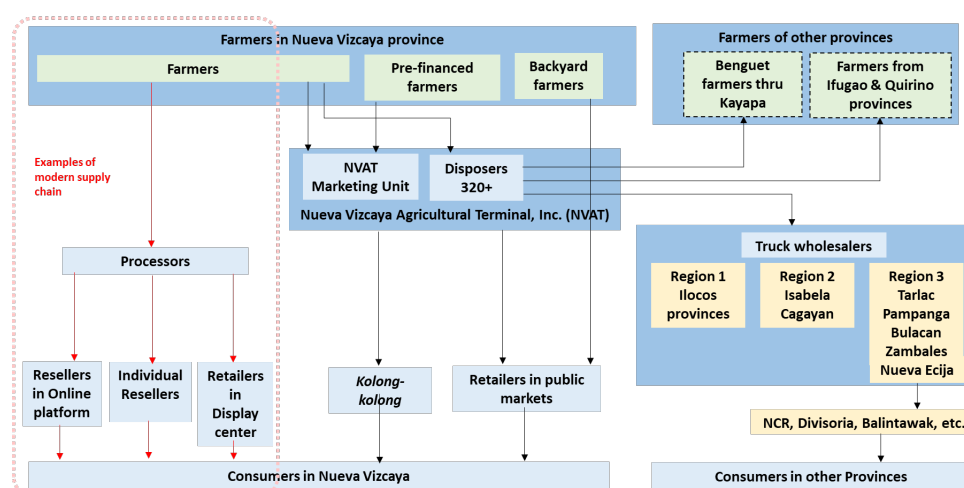 Farmers in Nueva Vizcaya province
Farmers
Pre-financed
farmers
Backyard
farmers
Farmers of other provinces
Benguet
farmers thru
Kayapa
Farmers from
Ifugao & Quirino
provinces
Examples of
modern supply
chain
NVAT
Marketing Unit
Disposers
320+
Nueva Vizcaya Agricultural Terminal, Inc. (NVAT)
Processors
Truck wholesalers
Region 1
Ilocos
provinces
Region 2
Isabela
Cagayan
Region 3
Tarlac
Pampanga
Bulacan
Zambales
Nueva Ecija
Resellers
in Online
platform
Individual
Resellers
Retailers
in
Display
center
Kolong-
kolong
Retailers in public
markets
NCR, Divisoria, Balintawak, etc.
Consumers in Nueva Vizcaya
Consumers in other Provinces